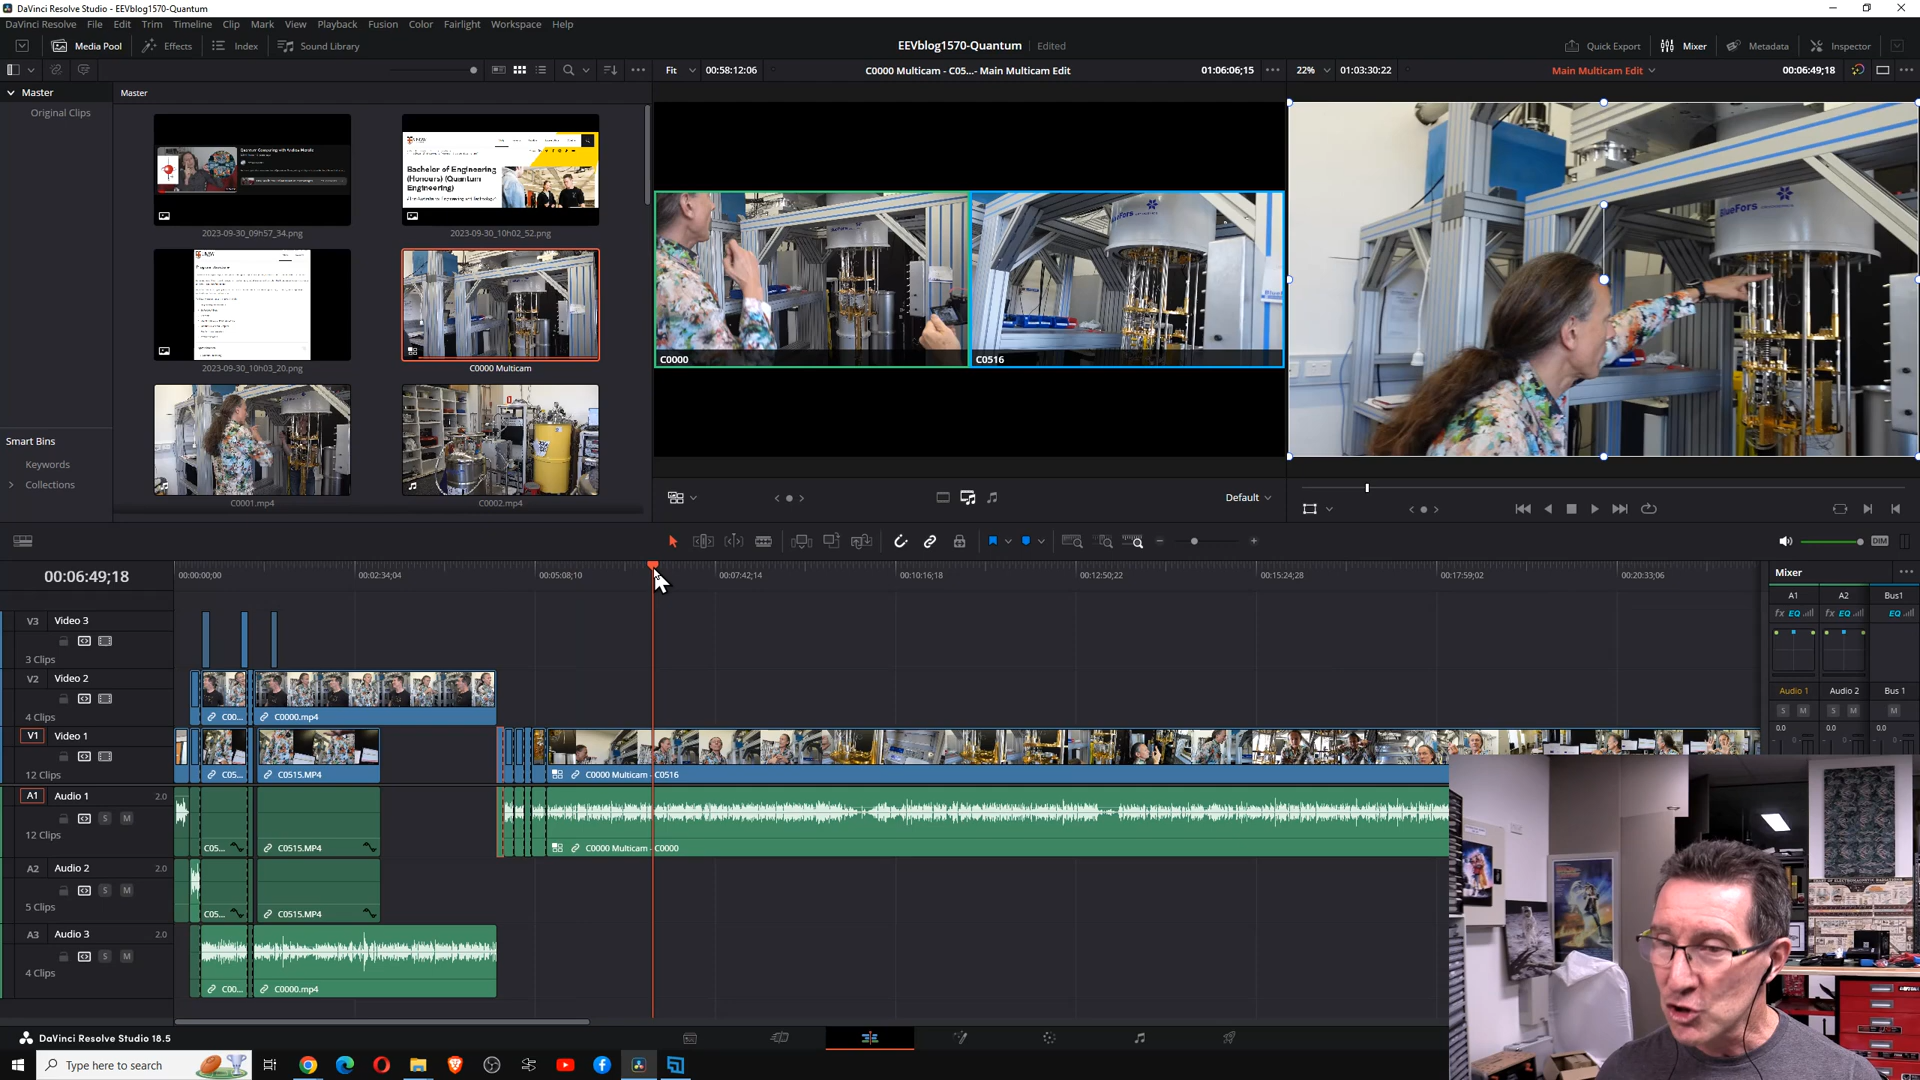 DaVinci Resolve Studio - EEVblog1570-Quantum
DaVinci Resolve File Edit Trim Timeline Clip Mark View Playback Fusion Color Fairlight Workspace Help
Media Pool Effects Index Sound Library
EEVblog1570-Quantum Edited
Quick Export Mixer Metadata Inspector
Fit 00:58:12:06 C0000 Multicam - C05...- Main Multicam Edit 01:06:06;15
22% 01:03:30:22 Main Multicam Edit 00:06:49;18
Master
Original Clips
Master
Bachelor of Engineering
(Honours) (Quantum
Engineering)
2023-09-30_09h57_34.png
2023-09-30_10h02_52.png
2023-09-30_10h03_20.png
C0000 Multicam
C0001.mp4
C0002.mp4
Smart Bins
Keywords
Collections
BLUEFORS
C0000
C0516
BlueFors
Default
00:06:49;18
DIM
00:00:00;00 00:02:34;04 00:05:08;10 00:07:42;14 00:10:16;18 00:12:50;22 00:15:24;28 00:17:59;02 00:20:33;06
V3 Video 3
3 Clips
V2 Video 2
4 Clips
C00... C0000.mp4
V1 Video 1
12 Clips
C05... C0515.MP4 C0000 Multicam - C0516
A1 Audio 1 2.0
S M
12 Clips
C05... C0515.MP4 C0000 Multicam - C0000
A2 Audio 2 2.0
S M
5 Clips
C05... C0515.MP4
A3 Audio 3 2.0
S M
4 Clips
C00... C0000.mp4
Mixer
A1 A2 Bus1
fx EQ fx EQ EQ
Audio 1 Audio 2 Bus 1
S M S M M
0.0 0.0 0.0
DaVinci Resolve Studio 18.5
Type here to search